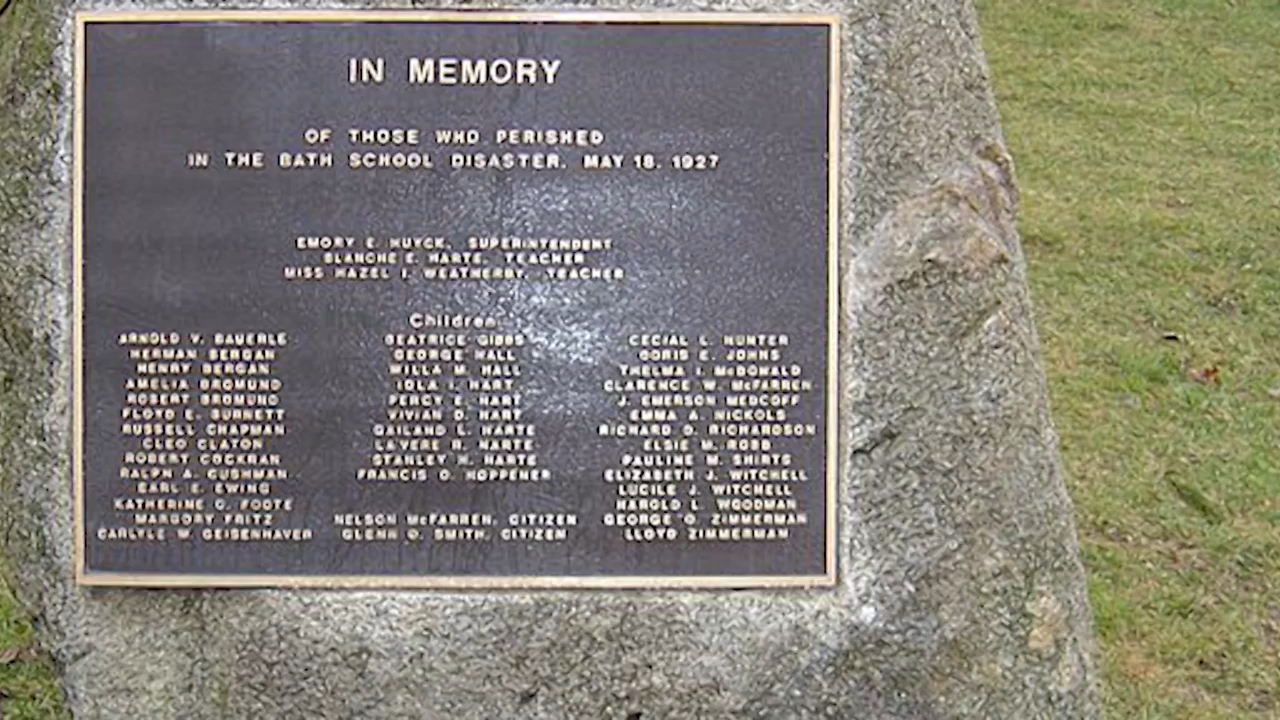 IN MEMORY
OF THOSE WHO PERISHED
IN THE BATH SCHOOL DISASTER, MAY 18, 1927
EMORY E. HUYCK, SUPERINTENDENT
BLANCHE E. HARTE, TEACHER
MISS HAZEL I. WEATHERBY, TEACHER
Children
ARNOLD V. BAUERLE
HERMAN BERGAN
HENRY BERGAN
AMELIA BROMUND
ROBERT BROMUND
FLOYD E. BURNETT
RUSSELL CHAPMAN
CLEO CLATON
ROBERT COCKRAN
RALPH A. CUSHMAN
EARL E. EWING
KATHERINE O. FOOTE
MARGORY FRITZ
CARLYLE W. GEISENHAVER
BEATRICE GIBBS
GEORGE HALL
WILLA M. HALL
IOLA I. HART
PERCY E. HART
VIVIAN O. HART
GAILAND L. HARTE
LAVERE R. HARTE
STANLEY H. HARTE
FRANCIS O. HOPPENER
NELSON McFARREN, CITIZEN
GLENN O. SMITH, CITIZEN
CECIAL L. HUNTER
DORIS E. JOHNS
THELMA I. McDONALD
CLARENCE W. McFARREN
J. EMERSON MEDCOFF
EMMA A. NICKOLS
RICHARD D. RICHARDSON
ELSIE M. ROBB
PAULINE M. SHIRTS
ELIZABETH J. WITCHELL
LUCILE J. WITCHELL
HAROLD L. WOODMAN
GEORGE O. ZIMMERMAN
LLOYD ZIMMERMAN